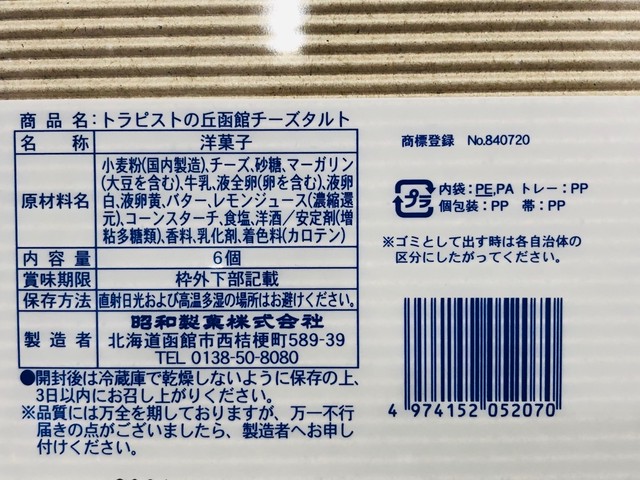 商品名：トラピストの丘函館チーズタルト
名称 洋菓子
原材料名 小麦粉(国内製造)、チーズ、砂糖、マーガリン
(大豆を含む)、牛乳、液全卵(卵を含む)、液卵
白、液卵黄、バター、レモンジュース(濃縮還
元)、コーンスターチ、食塩、洋酒／安定剤(増
粘多糖類)、香料、乳化剤、着色料(カロテン)
内容量 6個
賞味期限 枠外下部記載
保存方法 直射日光および高温多湿の場所はお避けください。
製造者 昭和製菓株式会社
北海道函館市西桔梗町589-39
TEL 0138-50-8080
●開封後は冷蔵庫で乾燥しないように保存の上、
3日以内にお召し上がりください。
※品質には万全を期しておりますが、万一不行
届きの点がございましたら、製造者へお申し
付けください。
商標登録 No.840720
プラ
内袋：PE,PA トレー：PP
個包装：PP 帯：PP
※ゴミとして出す時は各自治体の
区分にしたがってください。
4 974152 052070